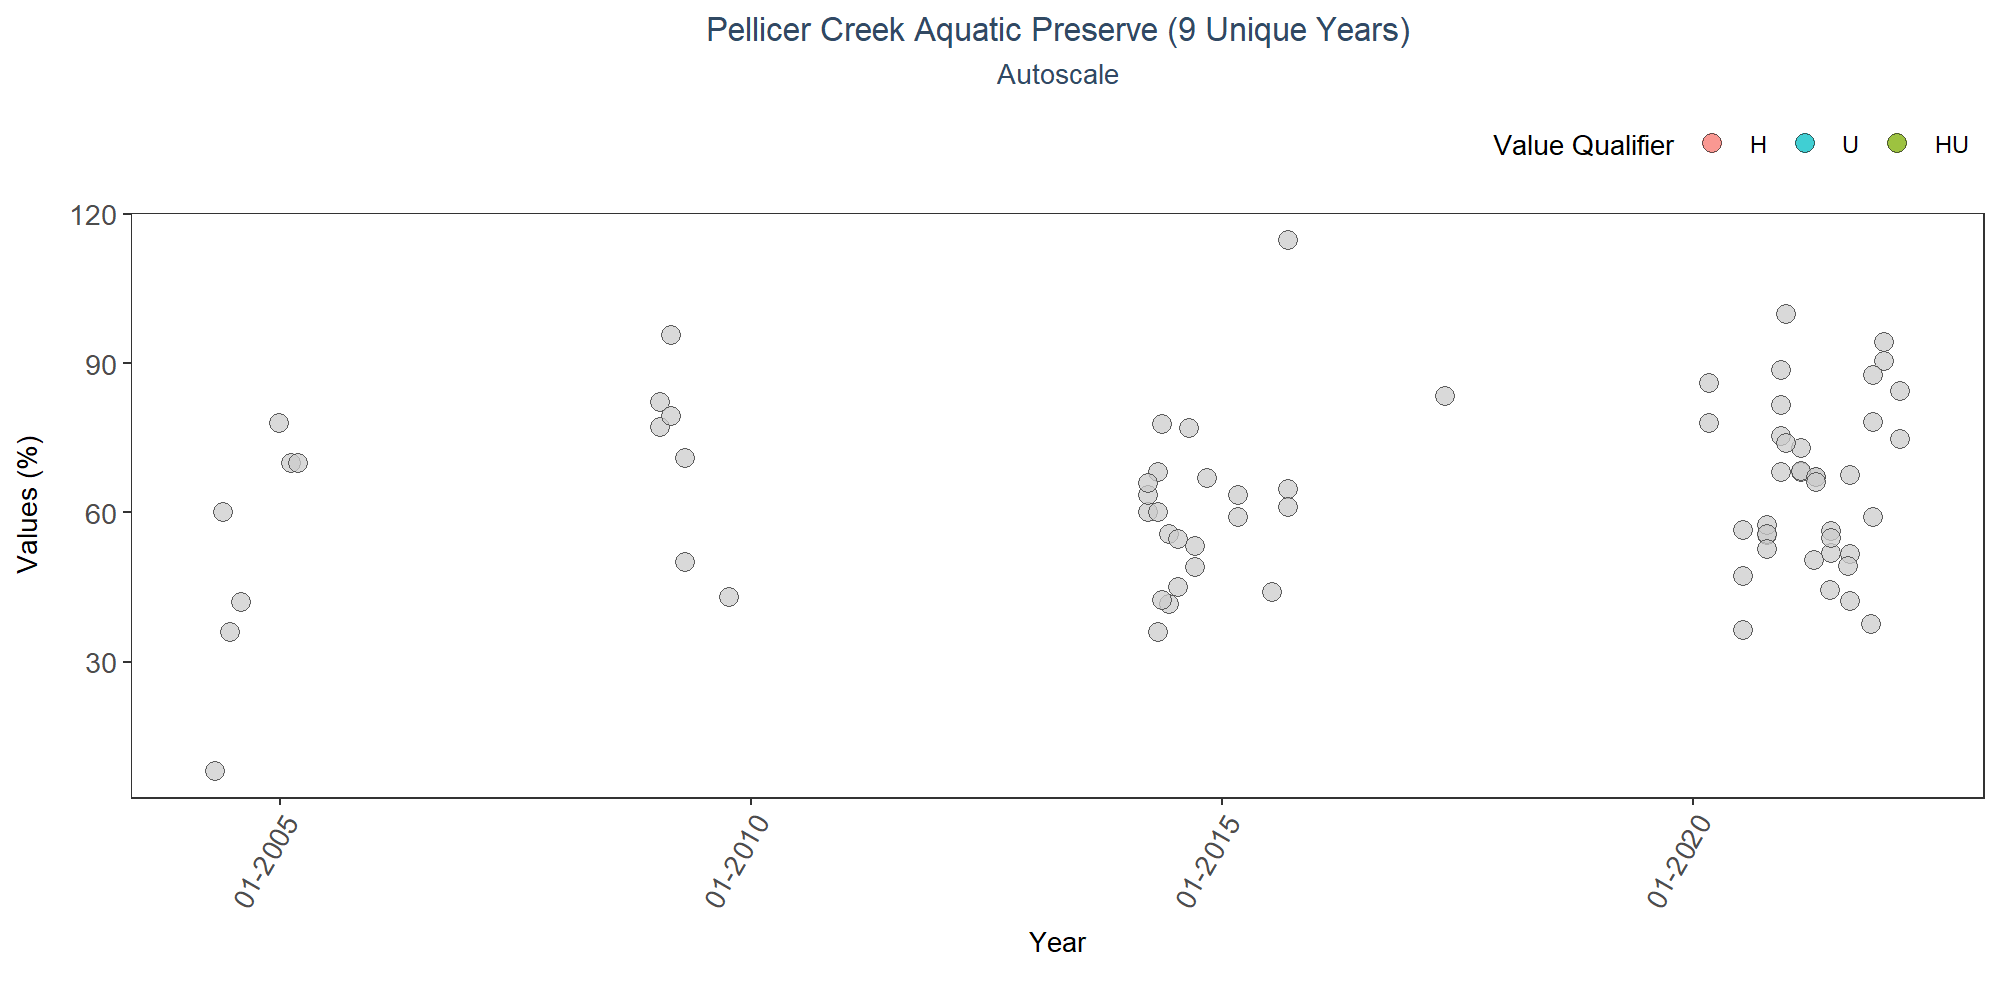 Pellicer Creek Aquatic Preserve (9 Unique Years)
Autoscale
Value Qualifier H U HU
Values (%)
120
90
60
30
01-2005 01-2010 01-2015 01-2020
Year